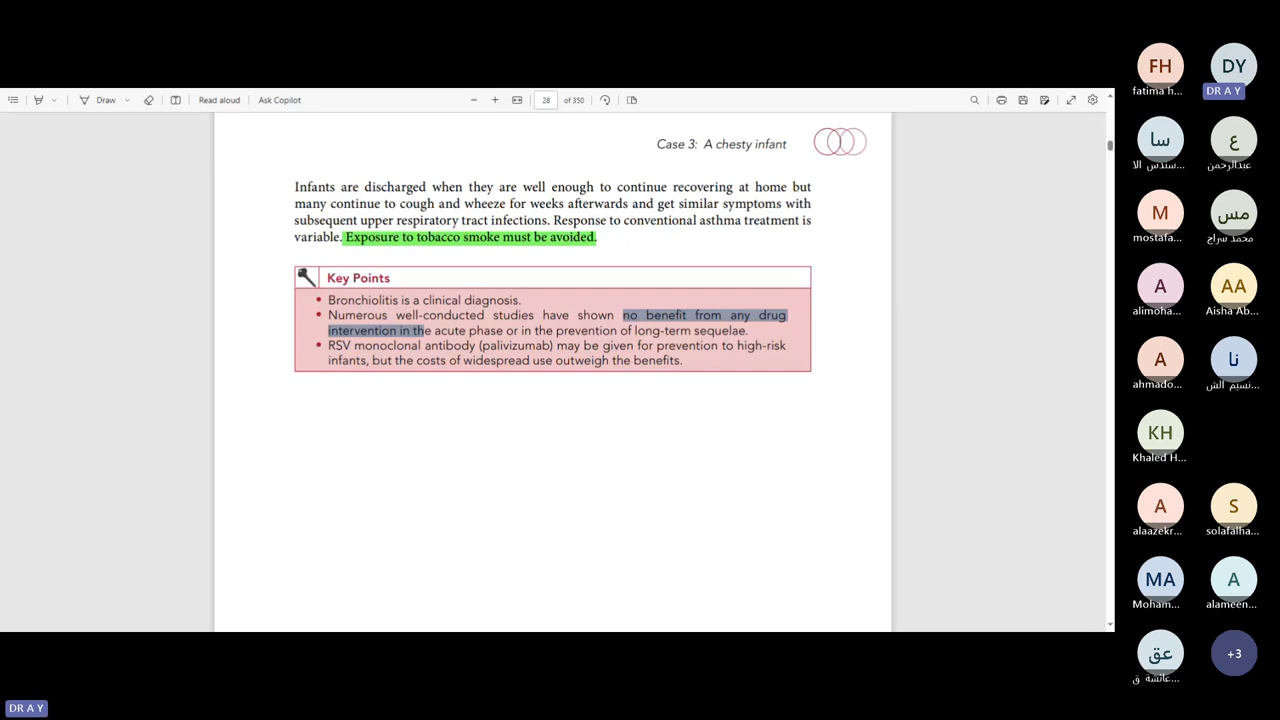 Read aloud
Draw
Ask Copilot
28
of 350
Case 3: A chesty infant
Infants are discharged when they are well enough to continue recovering at home but
many continue to cough and wheeze for weeks afterwards and get similar symptoms with
subsequent upper respiratory tract infections. Response to conventional asthma treatment is
variable. Exposure to tobacco smoke must be avoided.
Key Points
• Bronchiolitis is a clinical diagnosis.
• Numerous well-conducted studies have shown no benefit from any drug
intervention in the acute phase or in the prevention of long-term sequelae.
• RSV monoclonal antibody (palivizumab) may be given for prevention to high-risk
infants, but the costs of widespread use outweigh the benefits.
FH
fatima h...
DY
DR A Y
سا
سندس الا...
ع
عبدالرحمن
M
mostafa...
مس
محمد سراج
A
alimoha...
AA
Aisha Ab...
A
ahmado...
نا
نسيم الش...
KH
Khaled H...
A
alaazekr...
S
solafalha...
MA
Moham...
A
alameen...
عق
عائشة ق...
+3
DR A Y